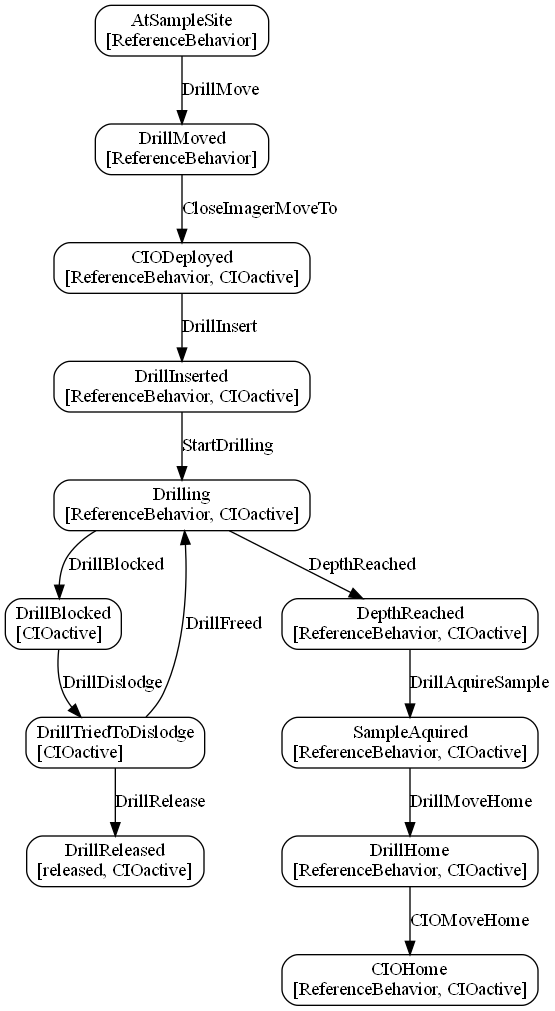 AtSampleSite
[ReferenceBehavior]
DrillMove
DrillMoved
[ReferenceBehavior]
CloseImagerMoveTo
CIODeployed
[ReferenceBehavior, CIOactive]
DrillInsert
DrillInserted
[ReferenceBehavior, CIOactive]
StartDrilling
Drilling
[ReferenceBehavior, CIOactive]
DrillBlocked
DepthReached
DrillBlocked
[CIOactive]
DrillFreed
DepthReached
[ReferenceBehavior, CIOactive]
DrillDislodge
DrillAquireSample
DrillTriedToDislodge
[CIOactive]
SampleAquired
[ReferenceBehavior, CIOactive]
DrillRelease
DrillMoveHome
DrillReleased
[released, CIOactive]
DrillHome
[ReferenceBehavior, CIOactive]
CIOMoveHome
CIOHome
[ReferenceBehavior, CIOactive]